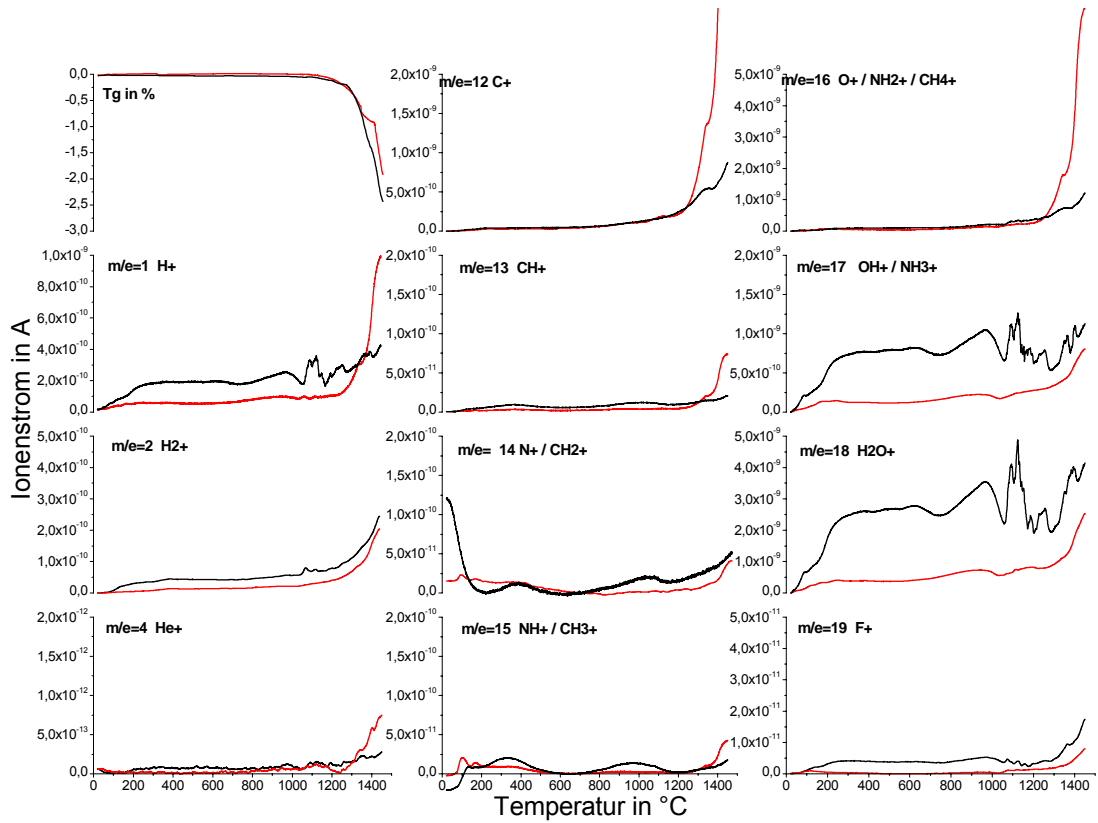 0,0
-0,5
-1,0
-1,5
-2,0
-2,5
-3,0
Tg in %
2,0x10⁻⁹
1,5x10⁻⁹
1,0x10⁻⁹
5,0x10⁻¹⁰
0,0
m/e=12 C+
5,0x10⁻⁹
4,0x10⁻⁹
3,0x10⁻⁹
2,0x10⁻⁹
1,0x10⁻⁹
0,0
m/e=16 O+ / NH2+ / CH4+
Ionenstrom in A
1,0x10⁻⁹
8,0x10⁻¹⁰
6,0x10⁻¹⁰
4,0x10⁻¹⁰
2,0x10⁻¹⁰
0,0
m/e=1 H+
2,0x10⁻¹⁰
1,5x10⁻¹⁰
1,0x10⁻¹⁰
5,0x10⁻¹¹
0,0
m/e=13 CH+
2,0x10⁻⁹
1,5x10⁻⁹
1,0x10⁻⁹
5,0x10⁻¹⁰
0,0
m/e=17 OH+ / NH3+
5,0x10⁻¹⁰
4,0x10⁻¹⁰
3,0x10⁻¹⁰
2,0x10⁻¹⁰
1,0x10⁻¹⁰
0,0
m/e=2 H2+
2,0x10⁻¹⁰
1,5x10⁻¹⁰
1,0x10⁻¹⁰
5,0x10⁻¹¹
0,0
m/e= 14 N+ / CH2+
5,0x10⁻⁹
4,0x10⁻⁹
3,0x10⁻⁹
2,0x10⁻⁹
1,0x10⁻⁹
0,0
m/e=18 H2O+
2,0x10⁻¹²
1,5x10⁻¹²
1,0x10⁻¹²
5,0x10⁻¹³
0,0
m/e=4 He+
2,0x10⁻¹⁰
1,5x10⁻¹⁰
1,0x10⁻¹⁰
5,0x10⁻¹¹
0,0
m/e=15 NH+ / CH3+
5,0x10⁻¹¹
4,0x10⁻¹¹
3,0x10⁻¹¹
2,0x10⁻¹¹
1,0x10⁻¹¹
0,0
m/e=19 F+
0 200 400 600 800 1000 1200 1400
0 200 400 600 800 1000 1200 1400
0 200 400 600 800 1000 1200 1400
Temperatur in °C